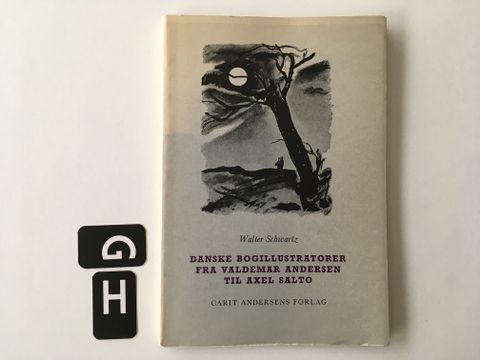 Walter Schwartz
DANSKE BOGILLUSTRATORER
FRA VALDEMAR ANDERSEN
TIL AXEL SALTO
CARIT ANDERSENS FORLAG
G
H